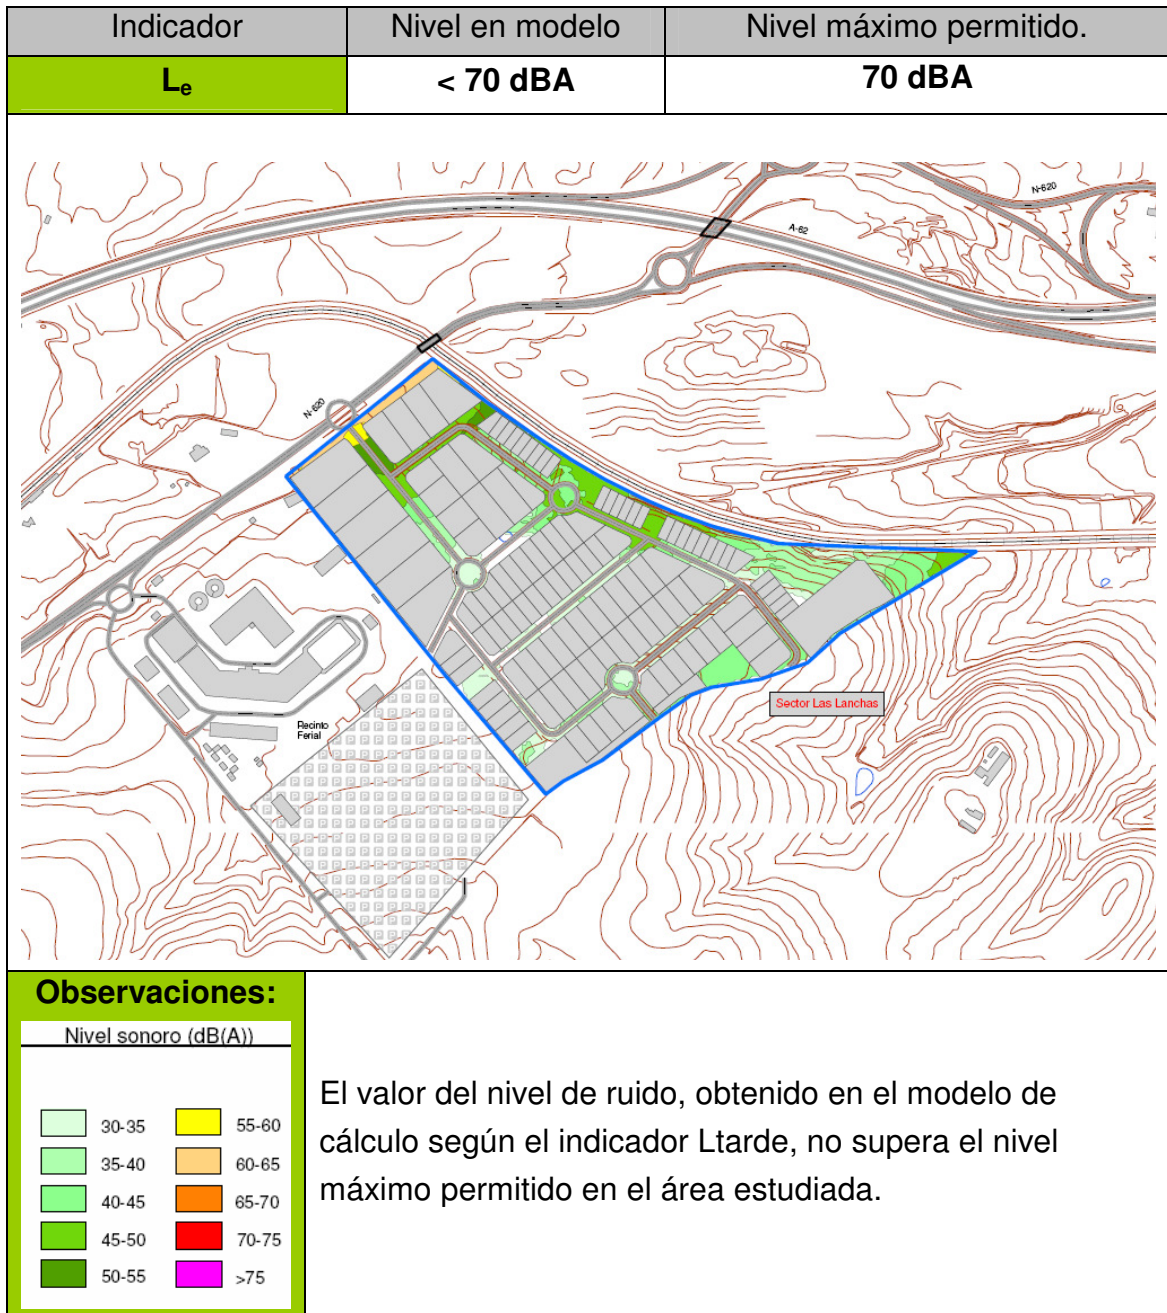 Indicador Nivel en modelo Nivel máximo permitido.
Le < 70 dBA 70 dBA
N-620
A-62
N-620
Sector Las Lanchas
Recinto
Ferial
Observaciones:
Nivel sonoro (dB(A))
30-35 55-60
35-40 60-65
40-45 65-70
45-50 70-75
50-55 >75
El valor del nivel de ruido, obtenido en el modelo de
cálculo según el indicador Ltarde, no supera el nivel
máximo permitido en el área estudiada.